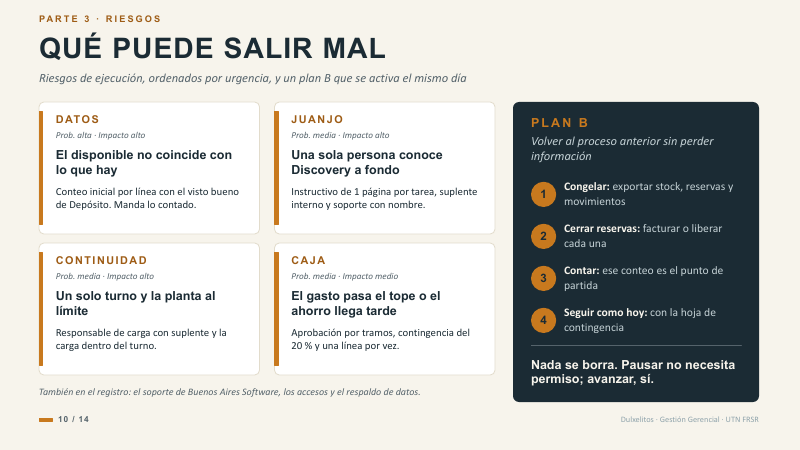 PARTE 3 · RIESGOS
QUÉ PUEDE SALIR MAL
Riesgos de ejecución, ordenados por urgencia, y un plan B que se activa el mismo día
DATOS
Prob. alta · Impacto alto
El disponible no coincide con
lo que hay
Conteo inicial por línea con el visto bueno
de Depósito. Manda lo contado.
JUANJO
Prob. media · Impacto alto
Una sola persona conoce
Discovery a fondo
Instructivo de 1 página por tarea, suplente
interno y soporte con nombre.
CONTINUIDAD
Prob. media · Impacto alto
Un solo turno y la planta al
límite
Responsable de carga con suplente y la
carga dentro del turno.
CAJA
Prob. media · Impacto medio
El gasto pasa el tope o el
ahorro llega tarde
Aprobación por tramos, contingencia del
20 % y una línea por vez.
También en el registro: el soporte de Buenos Aires Software, los accesos y el respaldo de datos.
PLAN B
Volver al proceso anterior sin perder
información
1 Congelar: exportar stock, reservas y
movimientos
2 Cerrar reservas: facturar o liberar
cada una
3 Contar: ese conteo es el punto de
partida
4 Seguir como hoy: con la hoja de
contingencia
Nada se borra. Pausar no necesita
permiso; avanzar, sí.
10 / 14
Dulxelitos · Gestión Gerencial · UTN FRSR